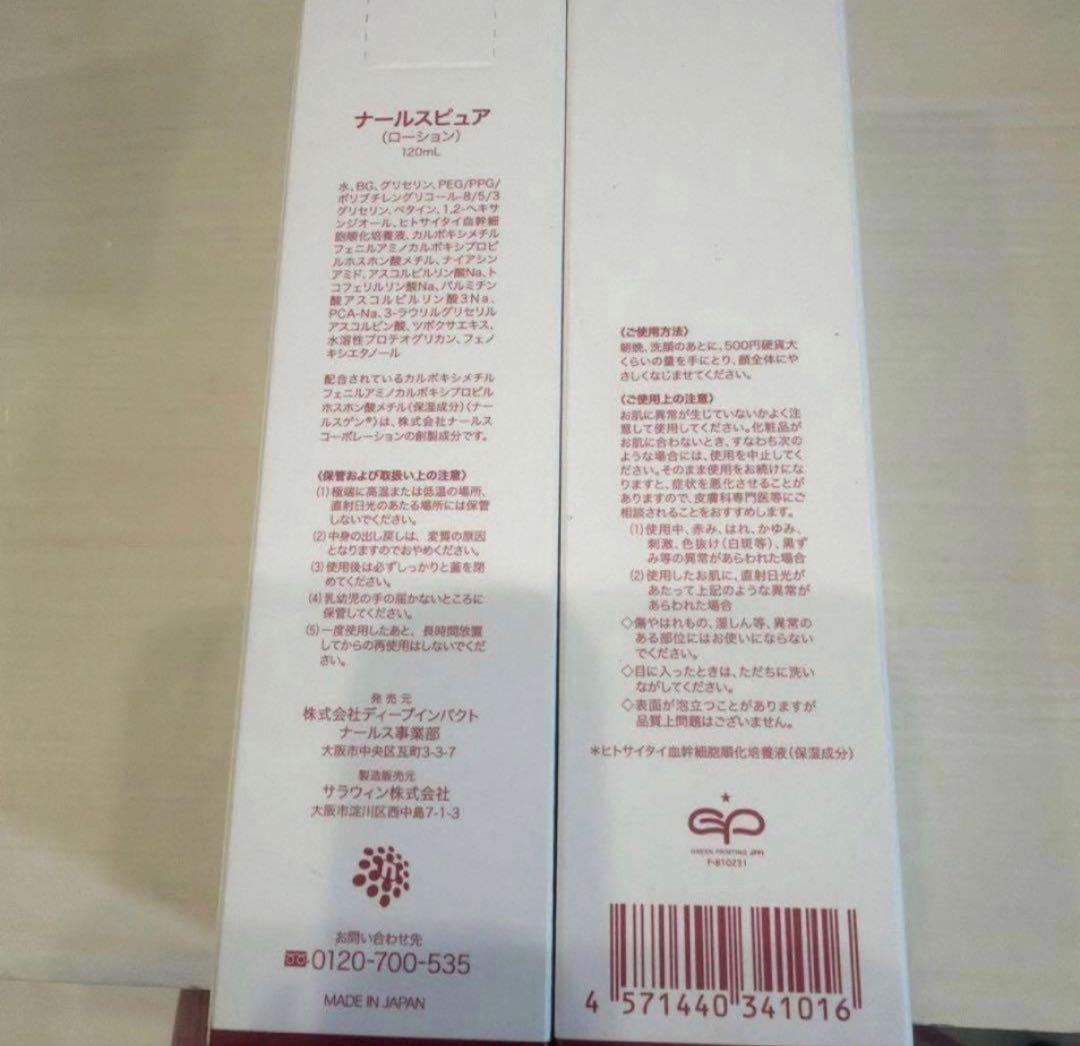 ナールスピュア
(ローション)
120mL
水、BG、グリセリン、PEG/PPG/
ポリブチレングリコール-8/5/3
グリセリン、ベタイン、1,2-ヘキサ
ンジオール、ヒトサイタイ血幹細
胞順化培養液、カルボキシメチル
フェニルアミノカルボキシプロピ
ルホスホン酸メチル、ナイアシン
アミド、アスコルビルリン酸Na、ト
コフェリルリン酸Na、パルミチン
酸アスコルビルリン酸3Na、
PCA-Na、3-ラウリルグリセリル
アスコルビン酸、ツボクサエキス、
水溶性プロテオグリカン、フェノ
キシエタノール
配合されているカルボキシメチル
フェニルアミノカルボキシプロピル
ホスホン酸メチル(保湿成分)〈ナー
ルスゲン®〉は、株式会社ナールス
コーポレーションの創製成分です。
〈保管および取扱い上の注意〉
(1)極端に高温または低温の場所、
直射日光のあたる場所には保管
しないでください。
(2)中身の出し戻しは、変質の原因
となりますのでおやめください。
(3)使用後は必ずしっかりと蓋を閉
めてください。
(4)乳幼児の手の届かないところに
保管してください。
(5)一度使用したあと、長時間放置
してからの再使用はしないでくだ
さい。
発売元
株式会社ディープインパクト
ナールス事業部
大阪市中央区瓦町3-3-7
製造販売元
サラウィン株式会社
大阪市淀川区西中島7-1-3
お問い合わせ先
0120-700-535
MADE IN JAPAN
〈ご使用方法〉
朝晩、洗顔のあとに、500円硬貨大
くらいの量を手にとり、顔全体にや
さしくなじませてください。
〈ご使用上の注意〉
お肌に異常が生じていないかよく注
意して使用してください。化粧品が
お肌に合わないとき、すなわち次の
ような場合には、使用を中止してく
ださい。そのまま使用をお続けにな
りますと、症状を悪化させることが
ありますので、皮膚科専門医等にご
相談されることをおすすめします。
(1)使用中、赤み、はれ、かゆみ、
刺激、色抜け(白斑等)、黒ず
み等の異常があらわれた場合
(2)使用したお肌に、直射日光が
あたって上記のような異常が
あらわれた場合
◇傷やはれもの、湿しん等、異常の
ある部位にはお使いにならない
でください。
◇目に入ったときは、ただちに洗い
ながしてください。
◇表面が泡立つことがありますが
品質上問題はございません。
*ヒトサイタイ血幹細胞順化培養液(保湿成分)
GP
GREEN PRINTING JFPI
P-B10231
4 571440 341016